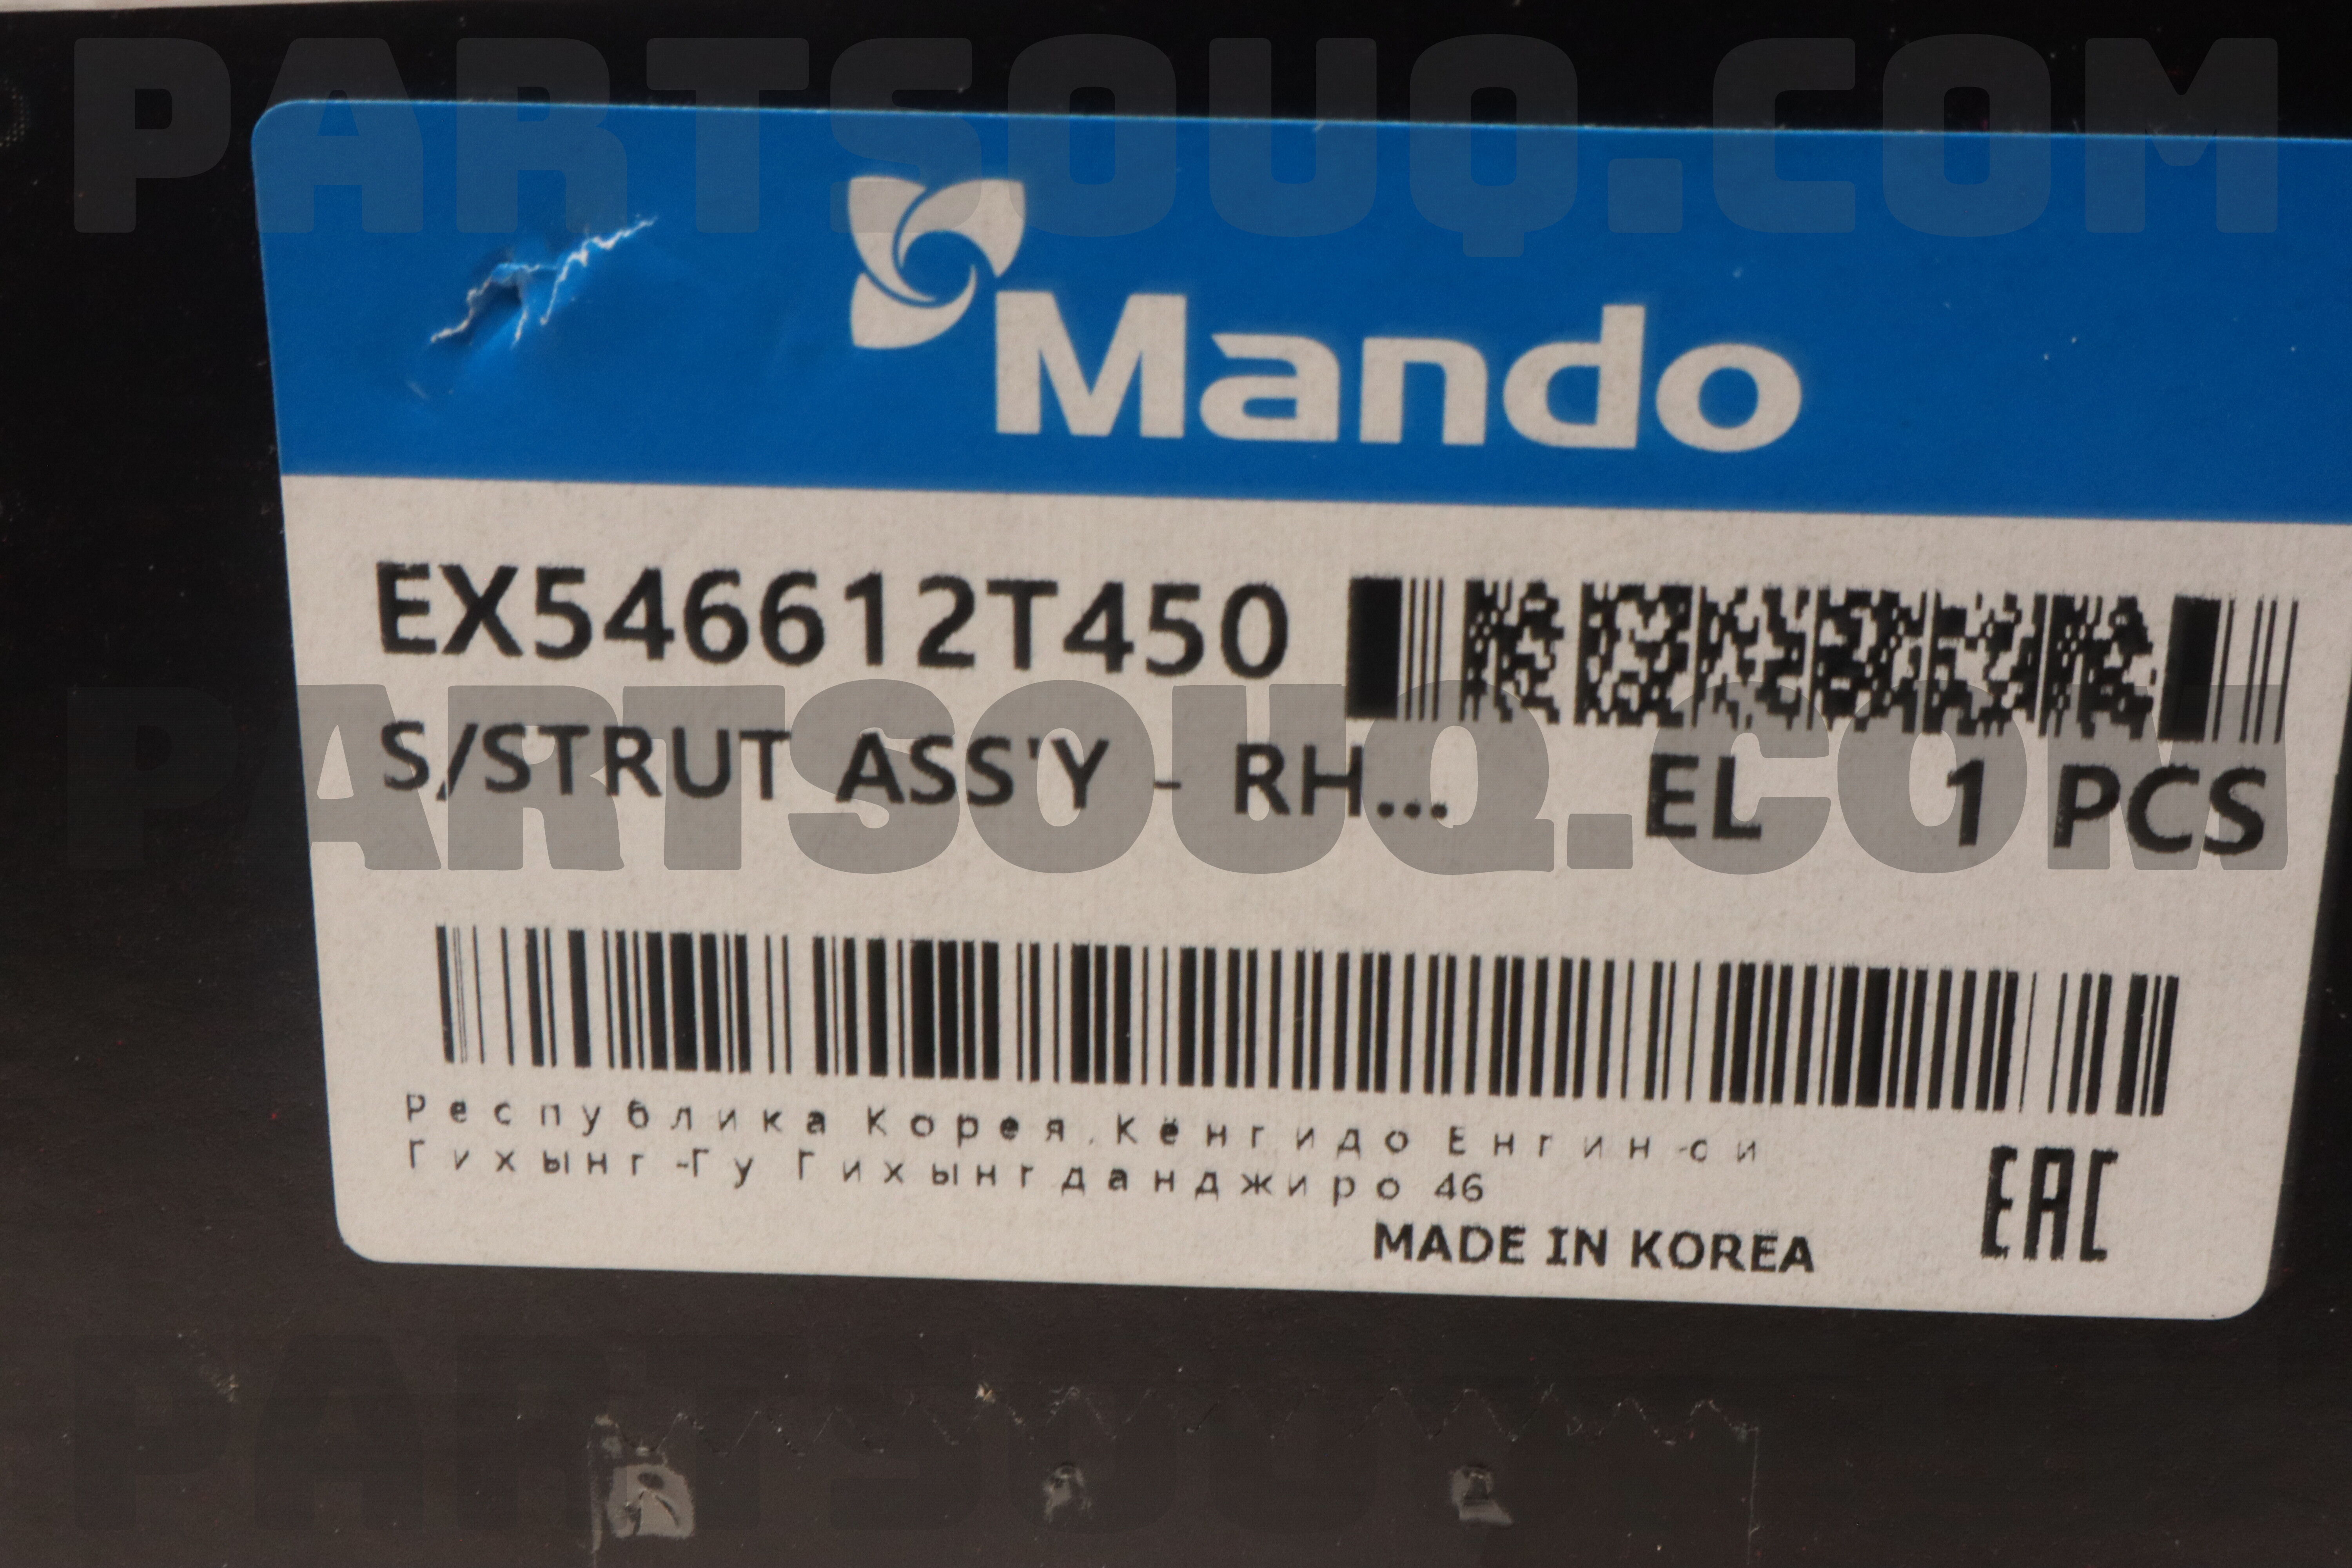 PARTSOUQ.COM
Mando
EX546612T450
S/STRUT ASS'Y - RH... EL 1 PCS
PARTSOUQ.COM
Республика Корея, Кёнгидо Енгин-си
Гихынг-Гу Гихынгданджиро 46
MADE IN KOREA
EAC
PARTSOUQ